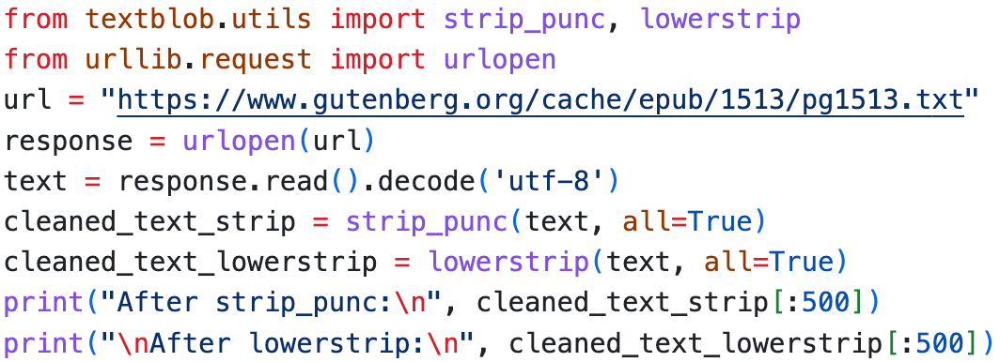 from textblob.utils import strip_punc, lowerstrip
from urllib.request import urlopen
url = "https://www.gutenberg.org/cache/epub/1513/pg1513.txt"
response = urlopen(url)
text = response.read().decode('utf-8')
cleaned_text_strip = strip_punc(text, all=True)
cleaned_text_lowerstrip = lowerstrip(text, all=True)
print("After strip_punc:\n", cleaned_text_strip[:500])
print("\nAfter lowerstrip:\n", cleaned_text_lowerstrip[:500])